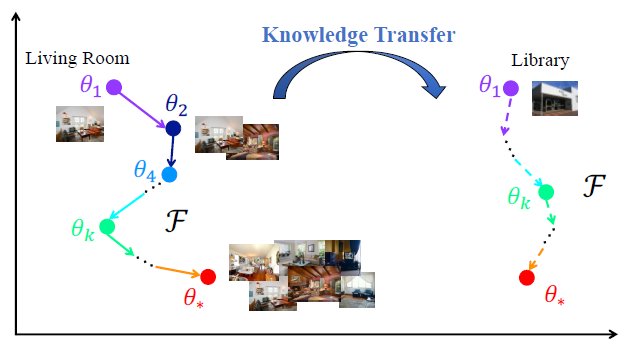 Knowledge Transfer
Living Room
Library
θ₁
θ₁
θ₂
θ₄
θₖ
ℱ
θₖ
ℱ
θ∗
θ∗